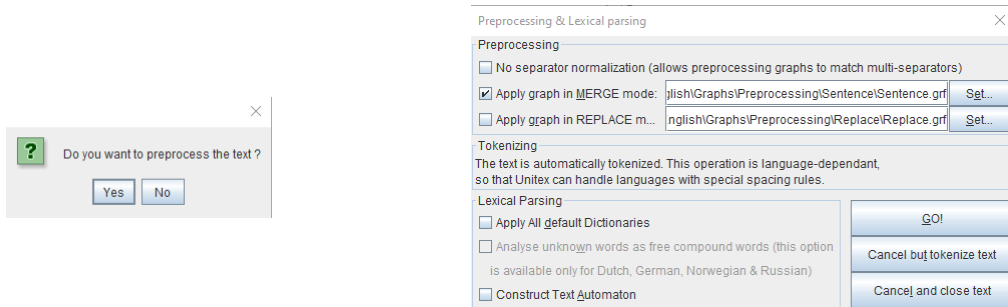 Do you want to preprocess the text ?
Yes No
Preprocessing & Lexical parsing
Preprocessing
No separator normalization (allows preprocessing graphs to match multi-separators)
Apply graph in MERGE mode: glish\Graphs\Preprocessing\Sentence\Sentence.grf Set...
Apply graph in REPLACE m... nglish\Graphs\Preprocessing\Replace\Replace.grf Set...
Tokenizing
The text is automatically tokenized. This operation is language-dependant,
so that Unitex can handle languages with special spacing rules.
Lexical Parsing
Apply All default Dictionaries
GO!
Analyse unknown words as free compound words (this option
is available only for Dutch, German, Norwegian & Russian)
Cancel but tokenize text
Construct Text Automaton
Cancel and close text